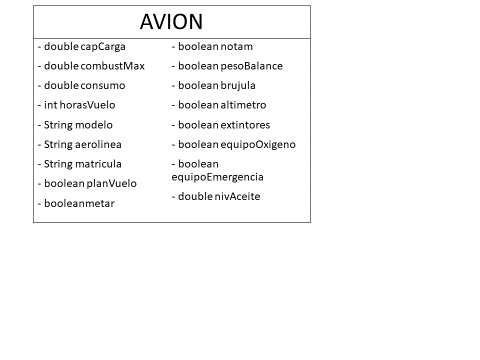 AVION
- double capCarga
- double combustMax
- double consumo
- int horasVuelo
- String modelo
- String aerolinea
- String matricula
- boolean planVuelo
- booleanmetar
- boolean notam
- boolean pesoBalance
- boolean brujula
- boolean altimetro
- boolean extintores
- boolean equipoOxigeno
- boolean
equipoEmergencia
- double nivAceite